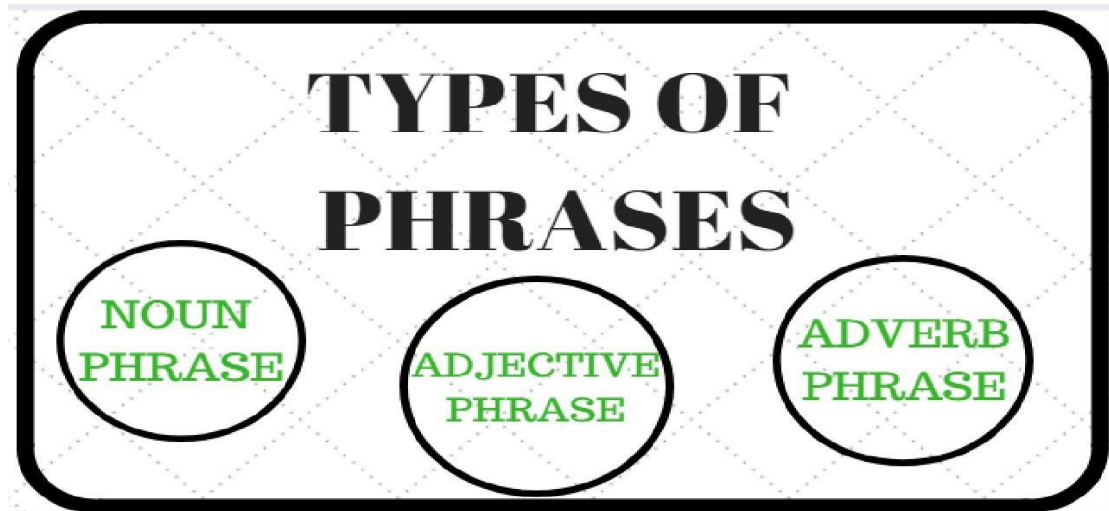 TYPES OF
PHRASES
NOUN
PHRASE
ADJECTIVE
PHRASE
ADVERB
PHRASE